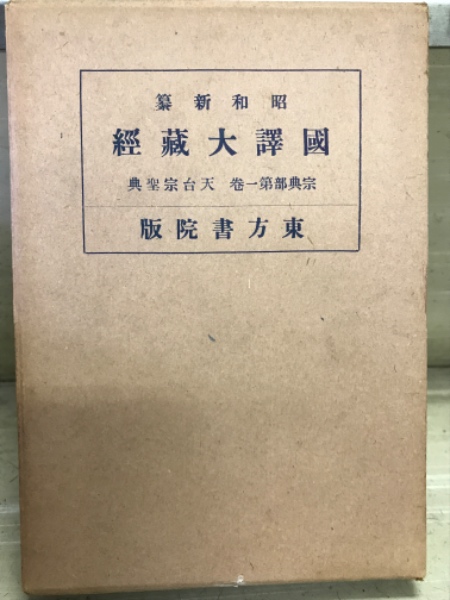 昭和新纂
國譯大藏經
宗典部第一卷 天台宗聖典
東方書院版